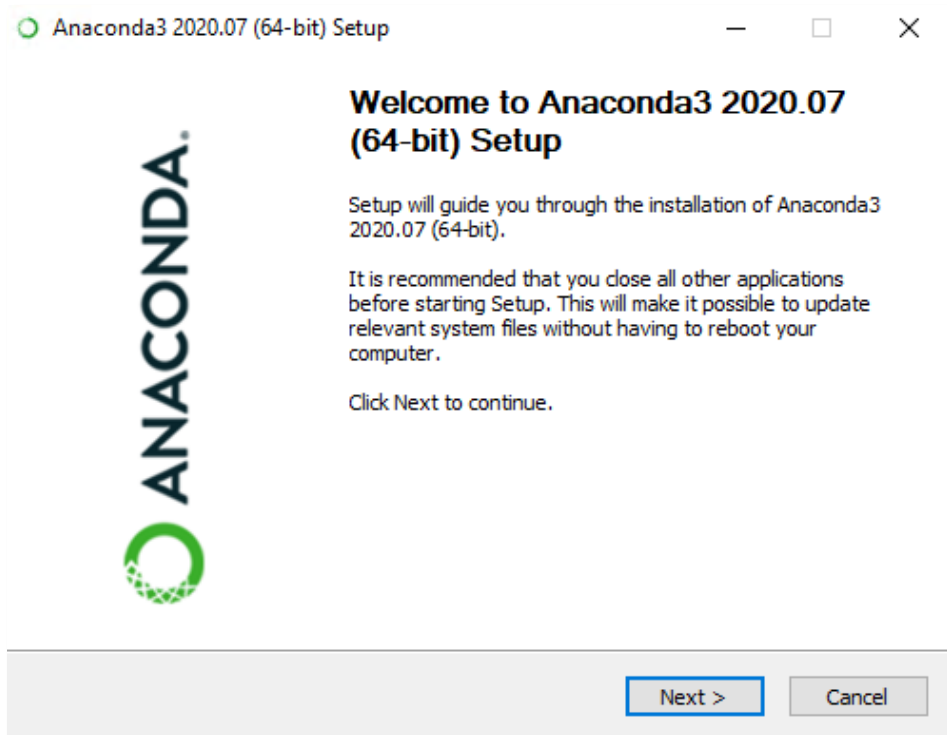 Anaconda3 2020.07 (64-bit) Setup
Welcome to Anaconda3 2020.07
(64-bit) Setup
ANACONDA.
Setup will guide you through the installation of Anaconda3
2020.07 (64-bit).
It is recommended that you close all other applications
before starting Setup. This will make it possible to update
relevant system files without having to reboot your
computer.
Click Next to continue.
Next >
Cancel